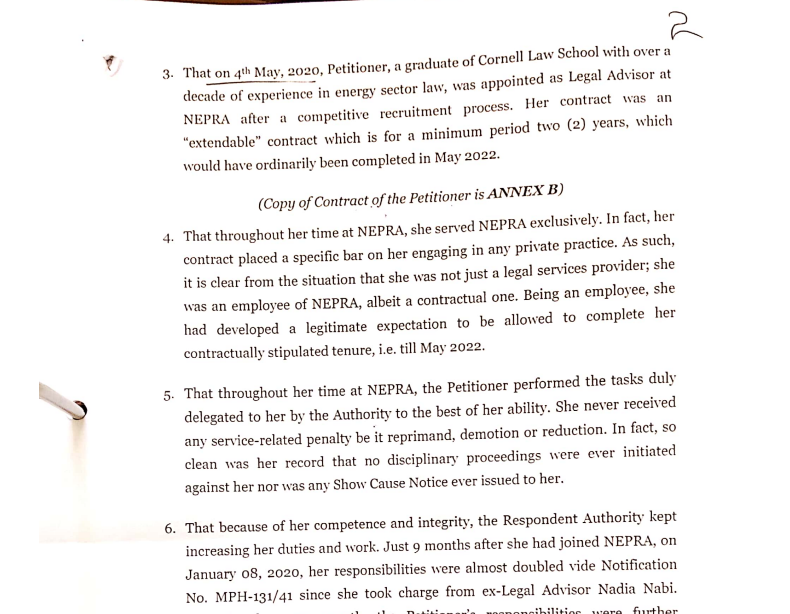 2
3. That on 4th May, 2020, Petitioner, a graduate of Cornell Law School with over a
decade of experience in energy sector law, was appointed as Legal Advisor at
NEPRA after a competitive recruitment process. Her contract was an
“extendable” contract which is for a minimum period two (2) years, which
would have ordinarily been completed in May 2022.
(Copy of Contract of the Petitioner is ANNEX B)
4. That throughout her time at NEPRA, she served NEPRA exclusively. In fact, her
contract placed a specific bar on her engaging in any private practice. As such,
it is clear from the situation that she was not just a legal services provider; she
was an employee of NEPRA, albeit a contractual one. Being an employee, she
had developed a legitimate expectation to be allowed to complete her
contractually stipulated tenure, i.e. till May 2022.
5. That throughout her time at NEPRA, the Petitioner performed the tasks duly
delegated to her by the Authority to the best of her ability. She never received
any service-related penalty be it reprimand, demotion or reduction. In fact, so
clean was her record that no disciplinary proceedings were ever initiated
against her nor was any Show Cause Notice ever issued to her.
6. That because of her competence and integrity, the Respondent Authority kept
increasing her duties and work. Just 9 months after she had joined NEPRA, on
January 08, 2020, her responsibilities were almost doubled vide Notification
No. MPH-131/41 since she took charge from ex-Legal Advisor Nadia Nabi.
the Petitioner's responsibilities were further